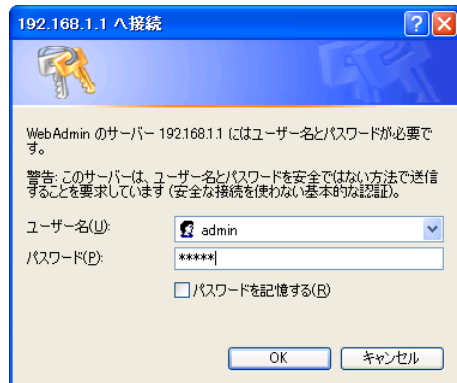 192.168.1.1 へ接続
WebAdmin のサーバー 192.168.1.1 にはユーザー名とパスワードが必要で
す。
警告: このサーバーは、ユーザー名とパスワードを安全ではない方法で送信
することを要求しています (安全な接続を使わない基本的な認証)。
ユーザー名(U):
admin
パスワード(P):
*****
パスワードを記憶する(R)
OK
キャンセル